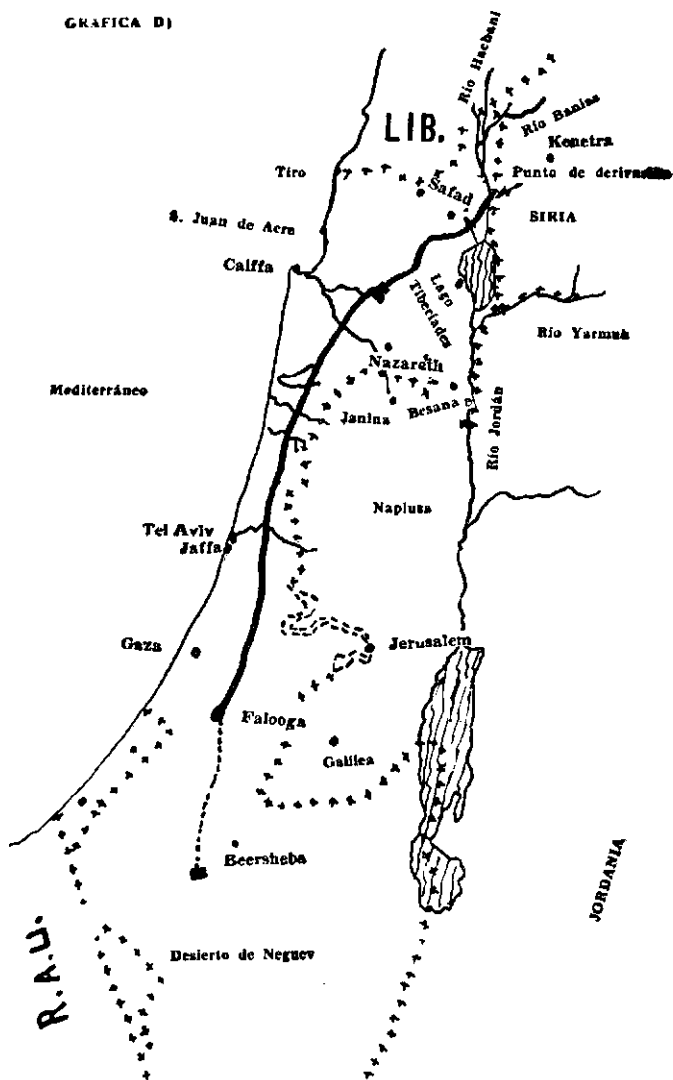 GRAFICA D)
Río Hasbani
LIB.
Río Banias
Kenetra
Tiro
Safad
Punto de derivación
S. Juan de Acra
SIRIA
Caiffa
Lago
Tiberíades
Río Yarmuk
Nazareth
Mediterráneo
Janina
Besana
Río Jordán
Naplusa
Tel Aviv
Jaffa
Gaza
Jerusalem
Falooga
Galilea
Beersheba
JORDANIA
R.A.U.
Desierto de Neguev